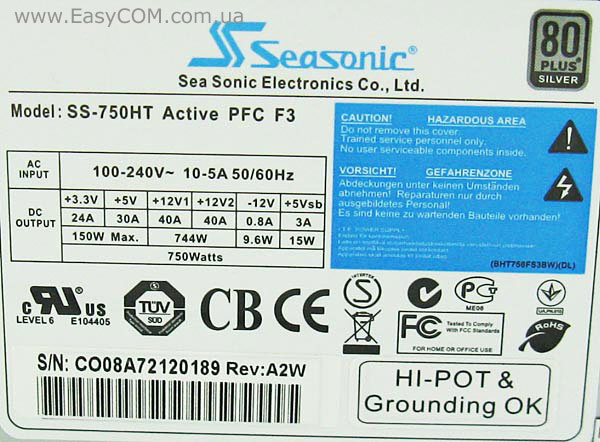 www.EasyCOM.com.ua
Seasonic®
Sea Sonic Electronics Co., Ltd.
80
PLUS®
SILVER
Model: SS-750HT Active PFC F3
AC INPUT 100-240V~ 10-5A 50/60Hz
DC OUTPUT +3.3V +5V +12V1 +12V2 -12V +5Vsb
24A 30A 40A 40A 0.8A 3A
150W Max. 744W 9.6W 15W
750Watts
CAUTION! HAZARDOUS AREA
Do not remove this cover.
Trained service personnel only.
No user serviceable components inside.
VORSICHT! GEFAHRENZONE
Abdeckungen unter keinen Umständen
abnehmen! Reparaturen nur durch
ausgebildetes Personal!
Es sind keine zu wartenden Bauteile vorhanden!
(BHT758FS3BW)(DL)
C RU US
LEVEL 6 E104405
TÜV
SÜD
CB CE
S
ME06
FC
Tested To Comply
With FCC Standards
FOR HOME OR OFFICE USE
RoHS
S/N: CO08A72120189 Rev:A2W
HI-POT &
Grounding OK